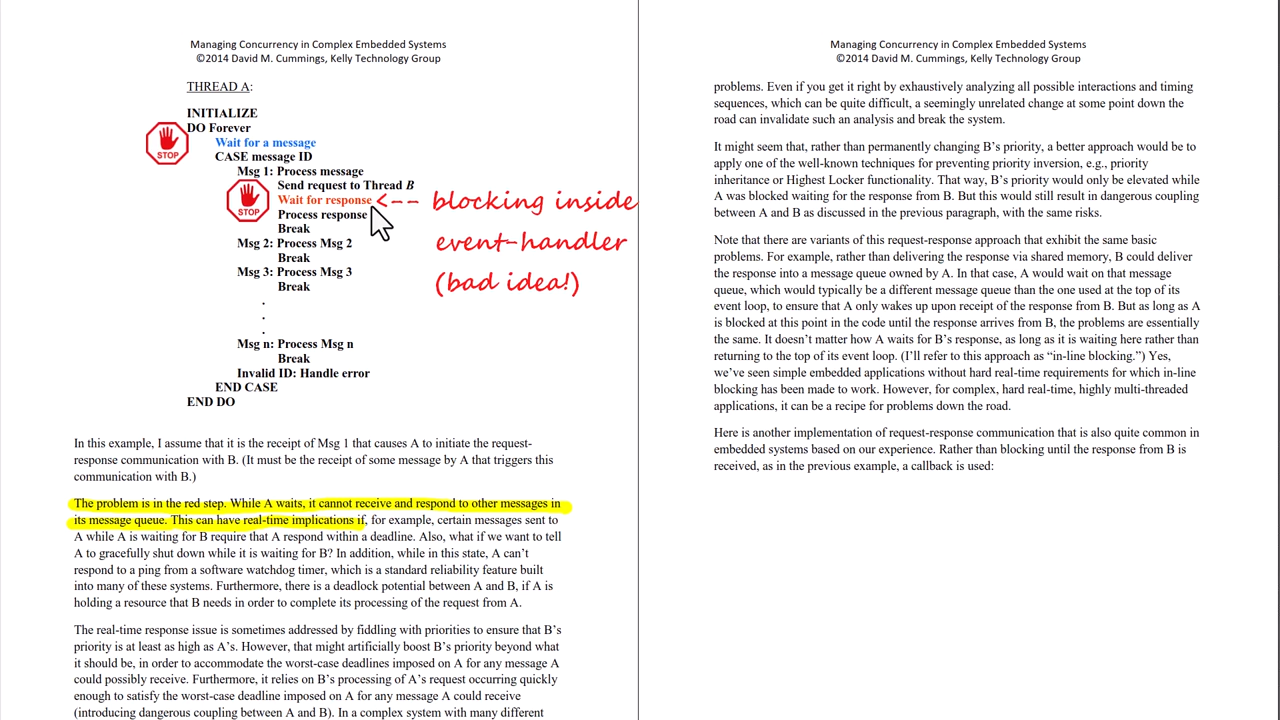 Managing Concurrency in Complex Embedded Systems
©2014 David M. Cummings, Kelly Technology Group
THREAD A:
INITIALIZE
DO Forever
STOP
Wait for a message
CASE message ID
Msg 1: Process message
Send request to Thread B
STOP
Wait for response <-- blocking inside
Process response
Break
event-handler
Msg 2: Process Msg 2
Break
Msg 3: Process Msg 3
(bad idea!)
Break
.
.
.
Msg n: Process Msg n
Break
Invalid ID: Handle error
END CASE
END DO
In this example, I assume that it is the receipt of Msg 1 that causes A to initiate the request-
response communication with B. (It must be the receipt of some message by A that triggers this
communication with B.)
The problem is in the red step. While A waits, it cannot receive and respond to other messages in
its message queue. This can have real-time implications if, for example, certain messages sent to
A while A is waiting for B require that A respond within a deadline. Also, what if we want to tell
A to gracefully shut down while it is waiting for B? In addition, while in this state, A can't
respond to a ping from a software watchdog timer, which is a standard reliability feature built
into many of these systems. Furthermore, there is a deadlock potential between A and B, if A is
holding a resource that B needs in order to complete its processing of the request from A.
The real-time response issue is sometimes addressed by fiddling with priorities to ensure that B's
priority is at least as high as A's. However, that might artificially boost B's priority beyond what
it should be, in order to accommodate the worst-case deadlines imposed on A for any message A
could possibly receive. Furthermore, it relies on B's processing of A's request occurring quickly
enough to satisfy the worst-case deadline imposed on A for any message A could receive
(introducing dangerous coupling between A and B). In a complex system with many different
Managing Concurrency in Complex Embedded Systems
©2014 David M. Cummings, Kelly Technology Group
problems. Even if you get it right by exhaustively analyzing all possible interactions and timing
sequences, which can be quite difficult, a seemingly unrelated change at some point down the
road can invalidate such an analysis and break the system.
It might seem that, rather than permanently changing B's priority, a better approach would be to
apply one of the well-known techniques for preventing priority inversion, e.g., priority
inheritance or Highest Locker functionality. That way, B's priority would only be elevated while
A was blocked waiting for the response from B. But this would still result in dangerous coupling
between A and B as discussed in the previous paragraph, with the same risks.
Note that there are variants of this request-response approach that exhibit the same basic
problems. For example, rather than delivering the response via shared memory, B could deliver
the response into a message queue owned by A. In that case, A would wait on that message
queue, which would typically be a different message queue than the one used at the top of its
event loop, to ensure that A only wakes up upon receipt of the response from B. But as long as A
is blocked at this point in the code until the response arrives from B, the problems are essentially
the same. It doesn't matter how A waits for B's response, as long as it is waiting here rather than
returning to the top of its event loop. (I'll refer to this approach as “in-line blocking.”) Yes,
we've seen simple embedded applications without hard real-time requirements for which in-line
blocking has been made to work. However, for complex, hard real-time, highly multi-threaded
applications, it can be a recipe for problems down the road.
Here is another implementation of request-response communication that is also quite common in
embedded systems based on our experience. Rather than blocking until the response from B is
received, as in the previous example, a callback is used: